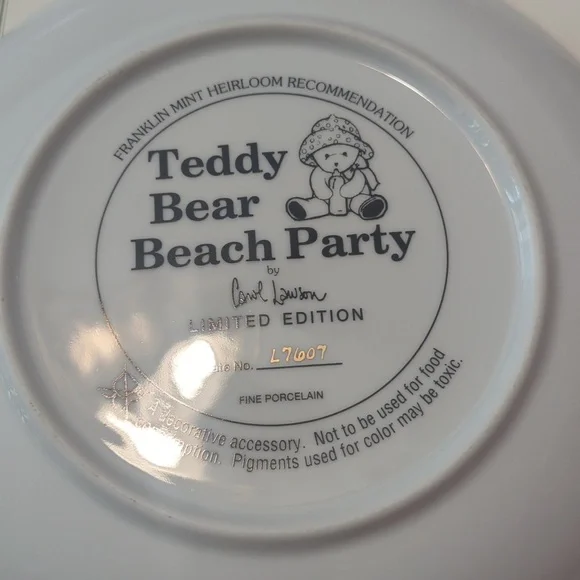 FRANKLIN MINT HEIRLOOM RECOMMENDATION
Teddy
Bear
Beach Party
by
Carol Lawson
LIMITED EDITION
No. L7607
FINE PORCELAIN
A decorative accessory. Not to be used for food
Pigments used for color may be toxic.